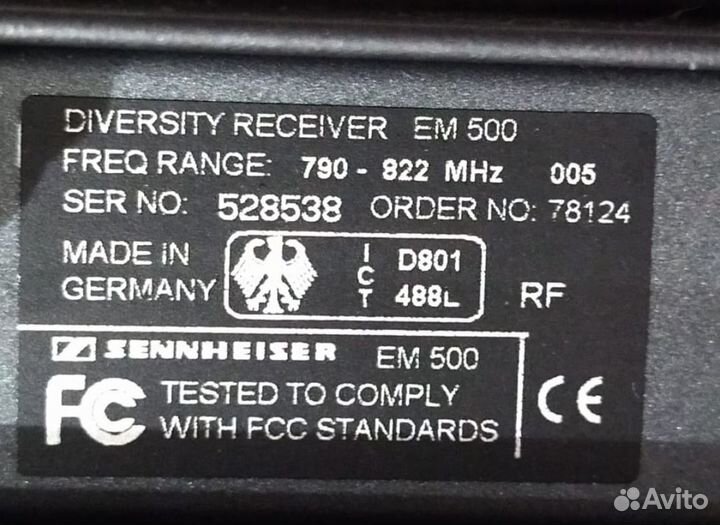 DIVERSITY RECEIVER EM 500
FREQ RANGE: 790 - 822 MHz 005
SER NO: 528538 ORDER NO: 78124
MADE IN GERMANY
ICT
D801
488L
RF
SENNHEISER EM 500
FC TESTED TO COMPLY
WITH FCC STANDARDS
CE
Avito